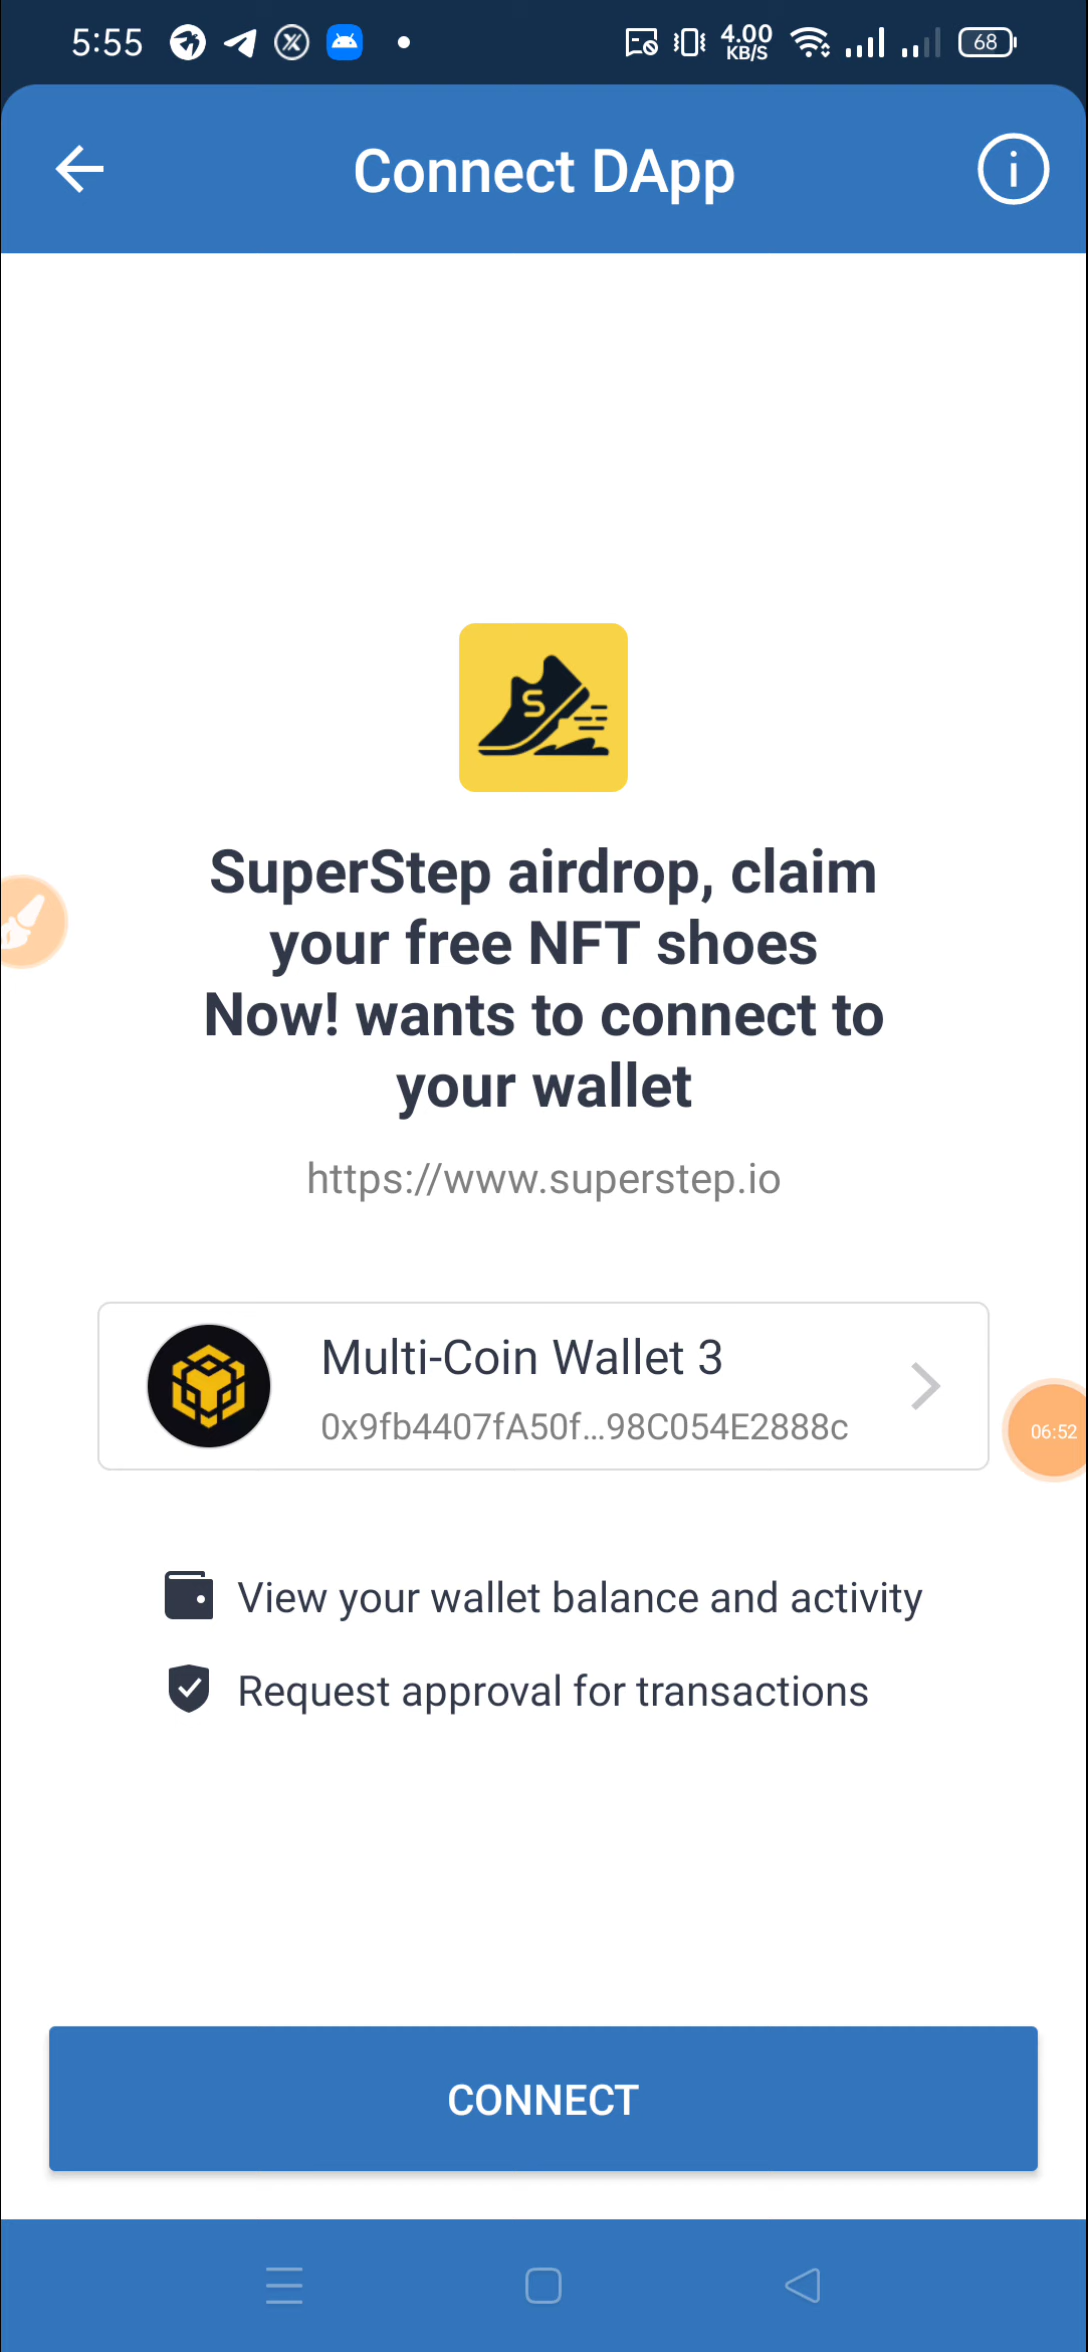 5:55
4.00
KB/S
68
Connect DApp
S
SuperStep airdrop, claim
your free NFT shoes
Now! wants to connect to
your wallet
https://www.superstep.io
Multi-Coin Wallet 3
0x9fb4407fA50f...98C054E2888c
06:52
View your wallet balance and activity
Request approval for transactions
CONNECT